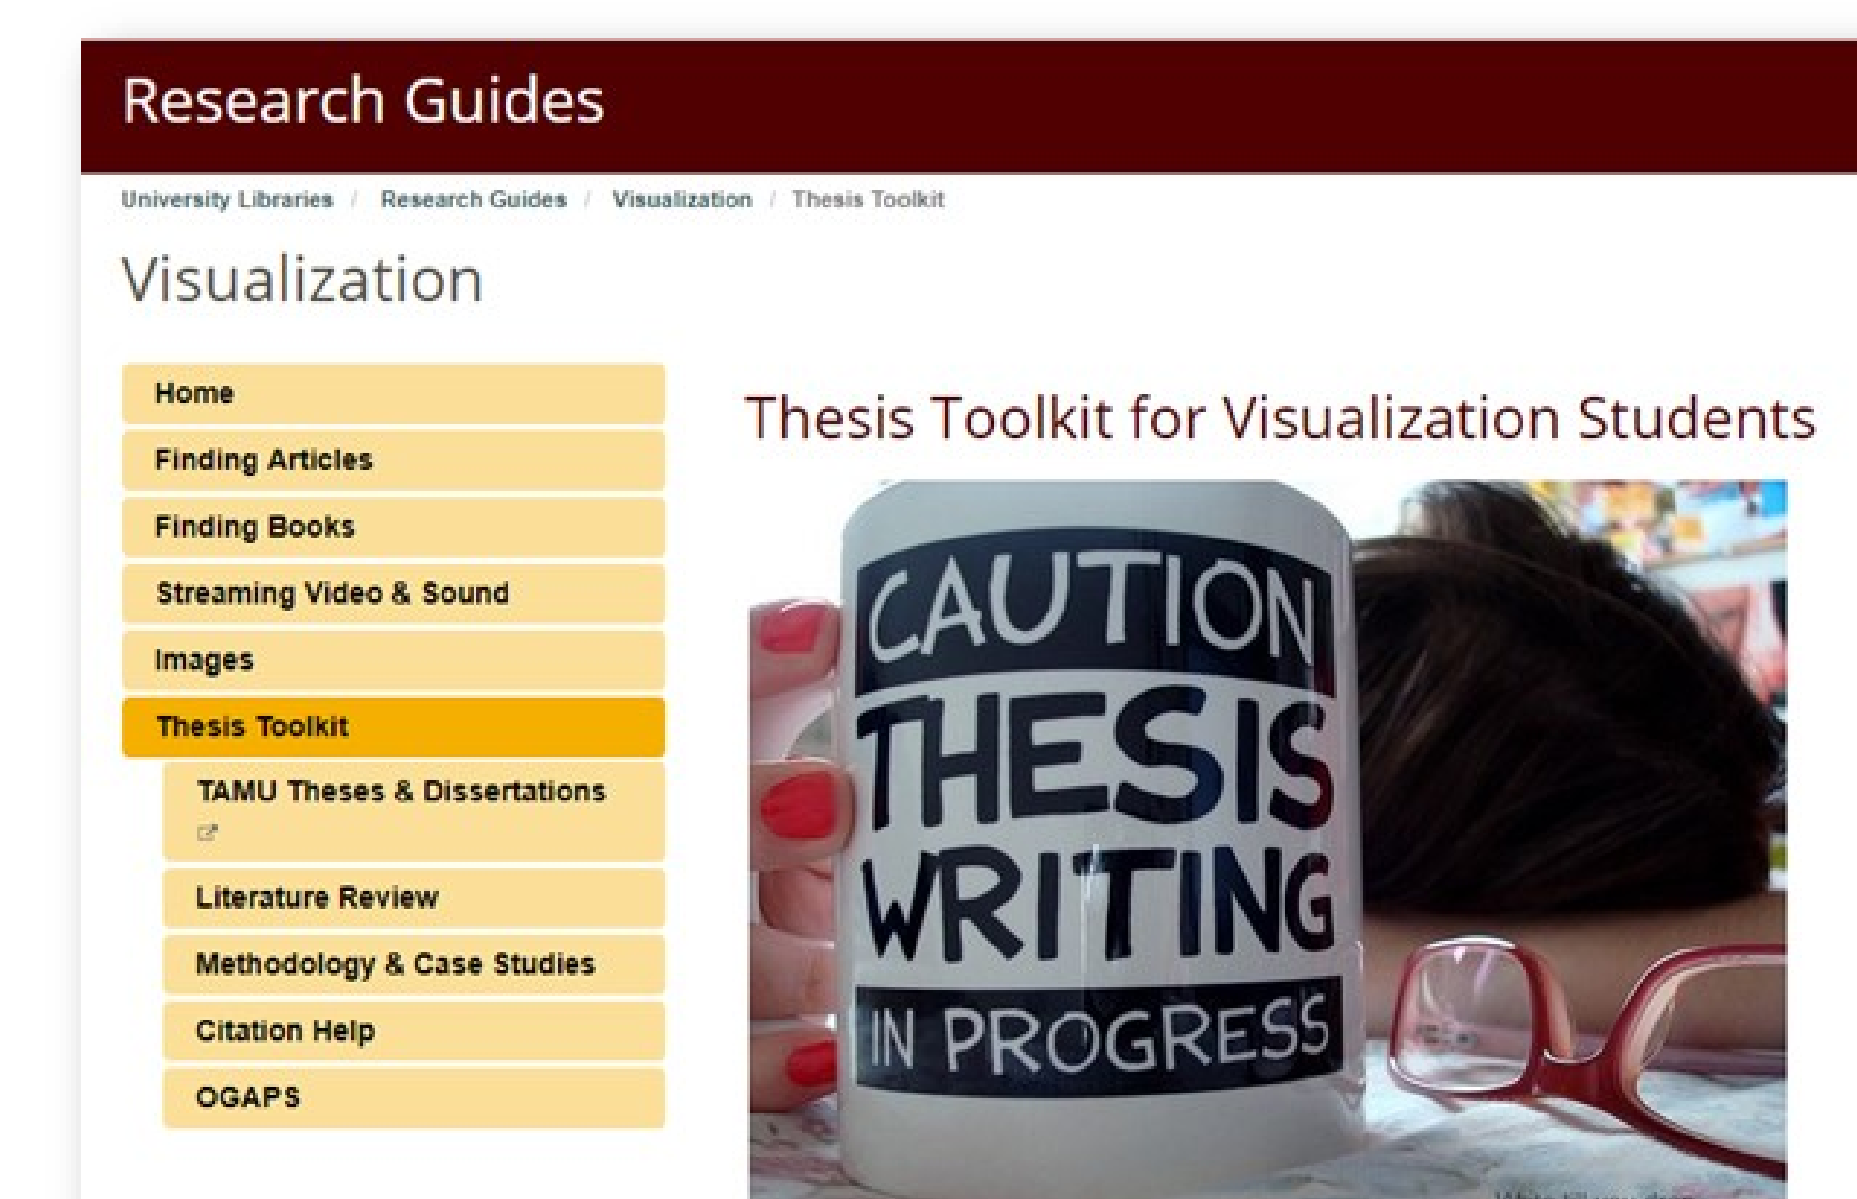 Research Guides
University Libraries / Research Guides / Visualization / Thesis Toolkit
Visualization
Home
Finding Articles
Finding Books
Streaming Video & Sound
Images
Thesis Toolkit
TAMU Theses & Dissertations
Literature Review
Methodology & Case Studies
Citation Help
OGAPS
Thesis Toolkit for Visualization Students
CAUTION
THESIS
WRITING
IN PROGRESS